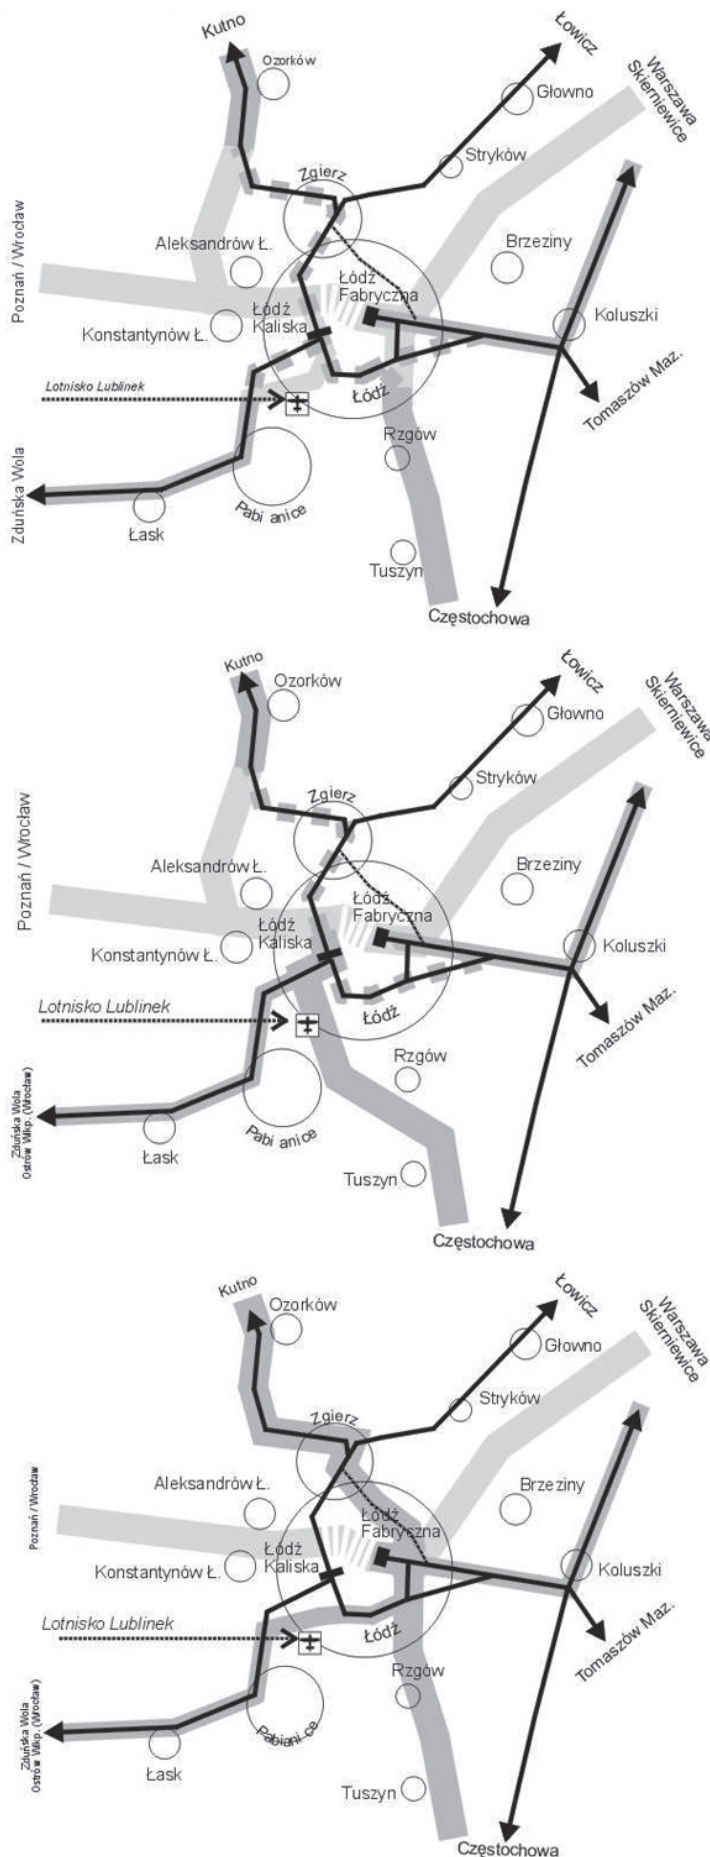 Kutno
Łowicz
Ozorków
Głowno
Warszawa
Skierniewice
Stryków
Zgierz
Poznań / Wrocław
Aleksandrów Ł.
Brzeziny
Łódź
Fabryczna
Łódź
Kaliska
Koluszki
Konstantynów Ł.
Tomaszów Maz.
Lotnisko Lublinek
Łódź
Rzgów
Zduńska Wola
Pabi anice
Łask
Tuszyn
Częstochowa
Kutno
Łowicz
Ozorków
Głowno
Warszawa
Skierniewice
Stryków
Zgierz
Poznań / Wrocław
Aleksandrów Ł.
Brzeziny
Łódź
Fabryczna
Łódź
Kaliska
Koluszki
Konstantynów Ł.
Lotnisko Lublinek
Łódź
Tomaszów Maz.
Rzgów
Zduńska Wola
Ostrów Wlkp. (Wrocław)
Pabi anice
Łask
Tuszyn
Częstochowa
Kutno
Łowicz
Ozorków
Głowno
Warszawa
Skierniewice
Stryków
Zgierz
Poznań / Wrocław
Aleksandrów Ł.
Brzeziny
Łódź
Fabryczna
Łódź
Kaliska
Koluszki
Konstantynów Ł.
Lotnisko Lublinek
Łódź
Tomaszów Maz.
Rzgów
Zduńska Wola
Ostrów Wlkp. (Wrocław)
Pabiani-ce
Łask
Tuszyn
Częstochowa